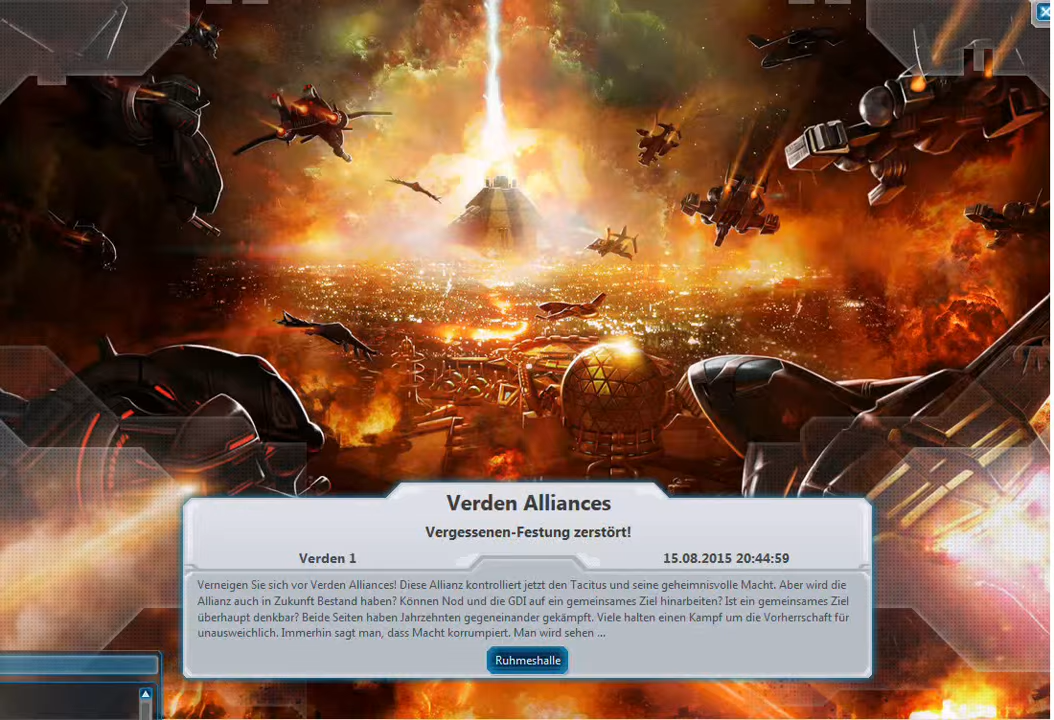 Verden Alliances
Vergessenen-Festung zerstört!
Verden 1
15.08.2015 20:44:59
Verneigen Sie sich vor Verden Alliances! Diese Allianz kontrolliert jetzt den Tacitus und seine geheimnisvolle Macht. Aber wird die
Allianz auch in Zukunft Bestand haben? Können Nod und die GDI auf ein gemeinsames Ziel hinarbeiten? Ist ein gemeinsames Ziel
überhaupt denkbar? Beide Seiten haben Jahrzehnten gegeneinander gekämpft. Viele halten einen Kampf um die Vorherrschaft für
unausweichlich. Immerhin sagt man, dass Macht korrumpiert. Man wird sehen ...
Ruhmeshalle